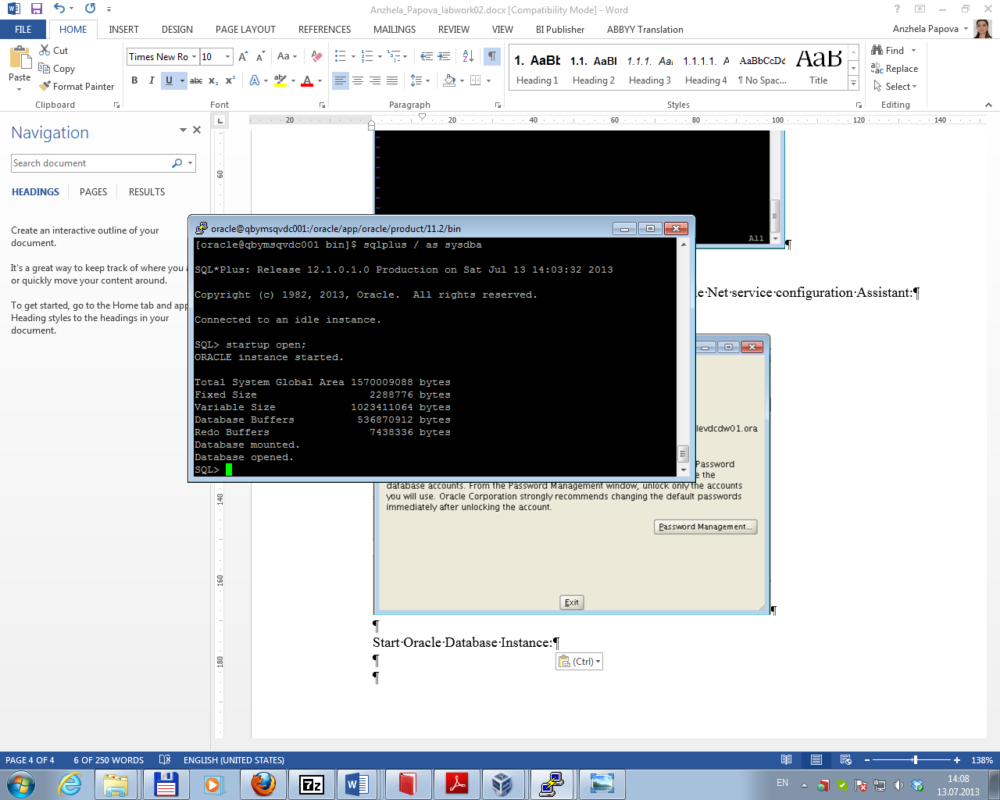 Anzhela_Papova_labwork02.docx [Compatibility Mode] - Word
FILE HOME INSERT DESIGN PAGE LAYOUT REFERENCES MAILINGS REVIEW VIEW BI Publisher ABBYY Translation Anzhela Papova
Paste
Cut
Copy
Format Painter
Times New Ro 10
Aa
B I U abc x₂ x²
A ab A
1. AaBb 1.1. AaBl 1.1.1. Aa 1.1.1.1. A AaBbCcDd AaB
Heading 1 Heading 2 Heading 3 Heading 4 ¶ No Spac... Title
Find
Replace
Select
Clipboard Font Paragraph Styles Editing
Navigation
Search document
HEADINGS PAGES RESULTS
Create an interactive outline of your
document.
It's a great way to keep track of where you a
or quickly move your content around.
To get started, go to the Home tab and app
Heading styles to the headings in your
document.
20 20 40 60 80 100 120 140
60
140
160
180
All
¶
oracle@qbymsqvdc001:/oracle/app/oracle/product/11.2/bin
[oracle@qbymsqvdc001 bin]$ sqlplus / as sysdba
SQL*Plus: Release 12.1.0.1.0 Production on Sat Jul 13 14:03:32 2013
Copyright (c) 1982, 2013, Oracle.  All rights reserved.
Connected to an idle instance.
SQL> startup open;
ORACLE instance started.
Total System Global Area 1570009088 bytes
Fixed Size                  2288776 bytes
Variable Size            1023411064 bytes
Database Buffers          536870912 bytes
Redo Buffers                7438336 bytes
Database mounted.
Database opened.
SQL>
le·Net·service·configuration·Assistant:¶
levdcdw01.ora
Password
e the
database accounts. From the Password Management window, unlock only the accounts
you will use. Oracle Corporation strongly recommends changing the default passwords
immediately after unlocking the account.
Password Management...
Exit
¶
¶
Start·Oracle·Database·Instance:¶
¶
(Ctrl)
¶
PAGE 4 OF 4 6 OF 250 WORDS ENGLISH (UNITED STATES) 138%
7z
EN
14:08
13.07.2013